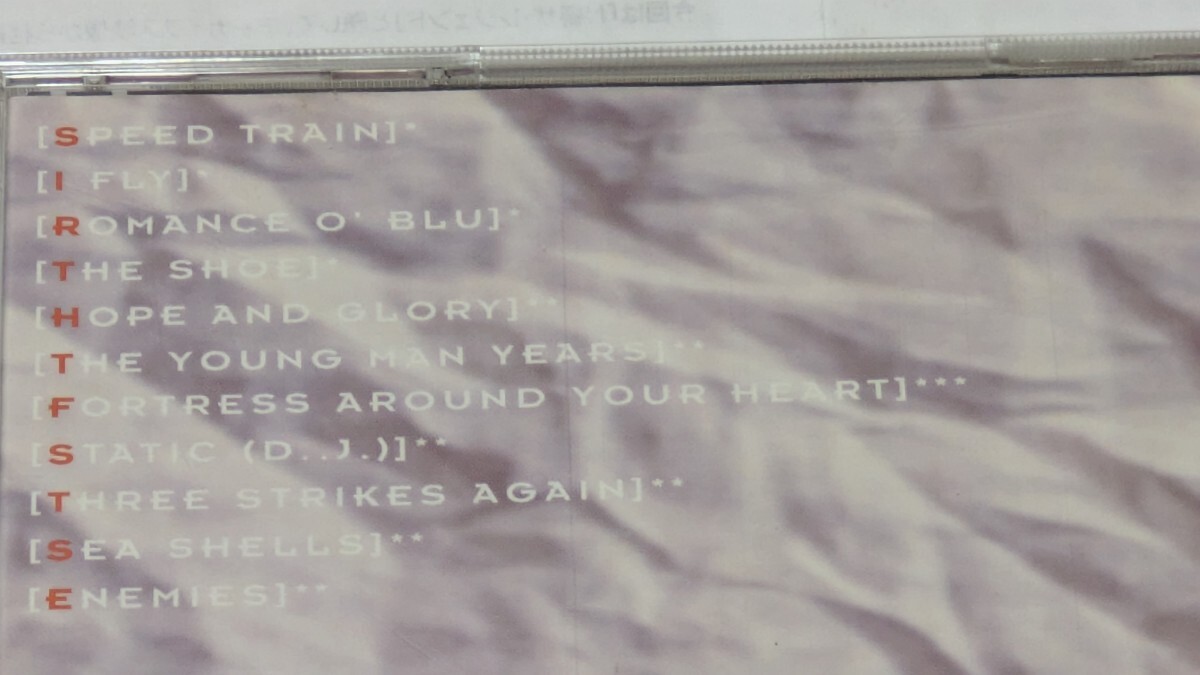 [SPEED TRAIN]*
[I FLY]*
[ROMANCE O' BLU]*
[THE SHOE]*
[HOPE AND GLORY]**
[THE YOUNG MAN YEARS]**
[FORTRESS AROUND YOUR HEART]***
[STATIC (D..J.)]**
[THREE STRIKES AGAIN]**
[SEA SHELLS]**
[ENEMIES]**